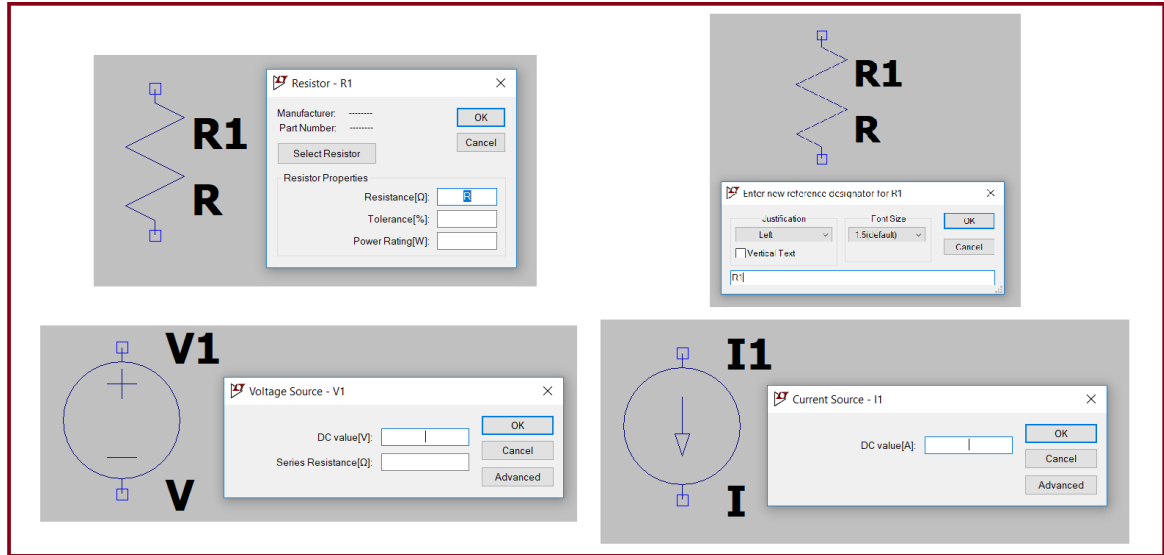 R1
R
Resistor - R1
Manufacturer: --------
Part Number: --------
OK
Cancel
Select Resistor
Resistor Properties
Resistance[Ω]: R
Tolerance[%]:
Power Rating[W]:
R1
R
Enter new reference designator for R1
Justification
Font Size
OK
Left
1.5(default)
Cancel
Vertical Text
R1
V1
V
Voltage Source - V1
DC value[V]:
OK
Series Resistance[Ω]:
Cancel
Advanced
I1
I
Current Source - I1
DC value[A]:
OK
Cancel
Advanced